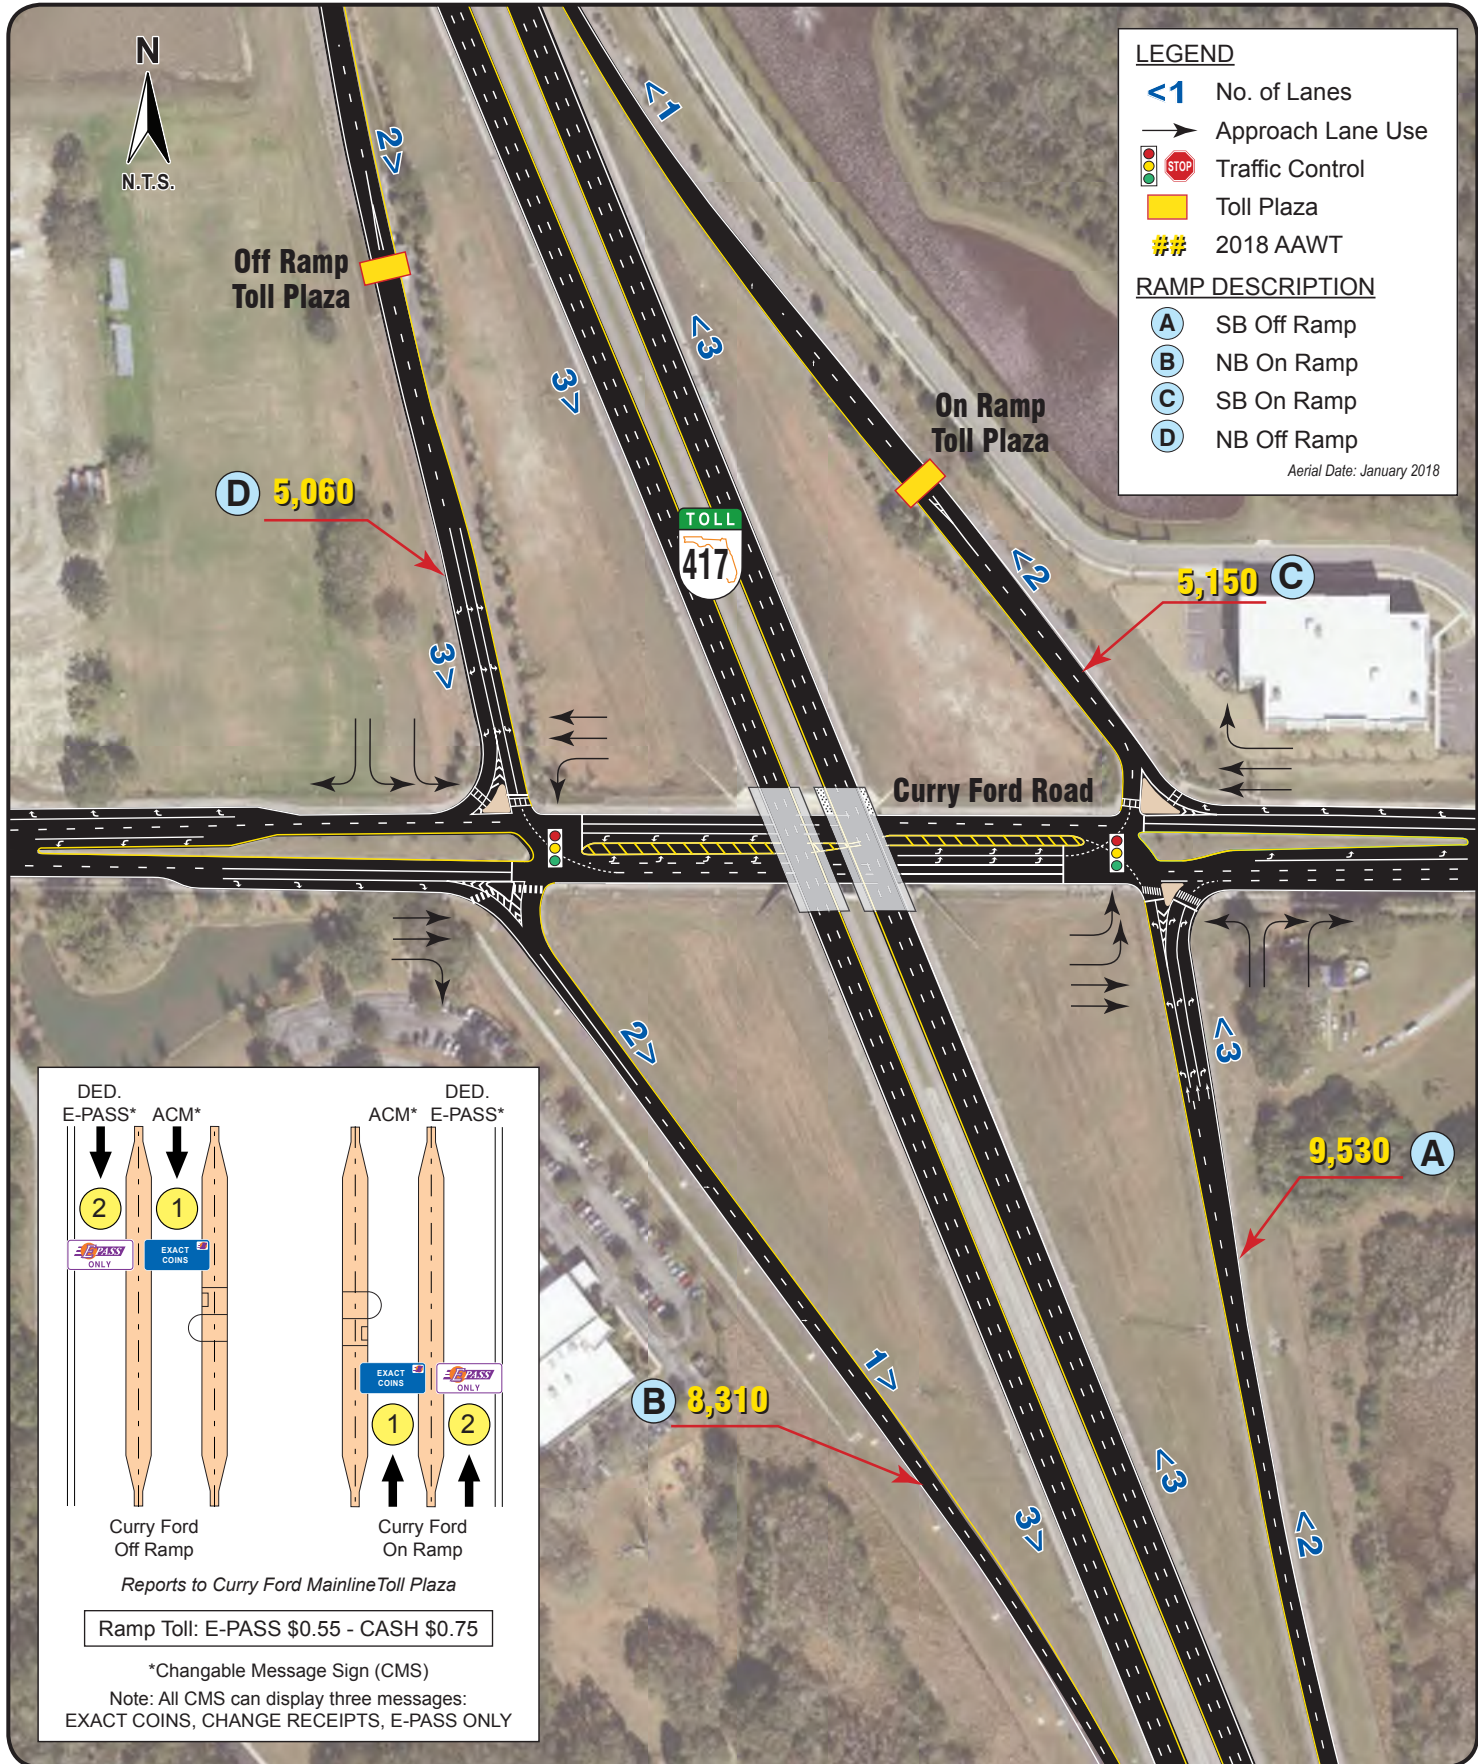 N
N.T.S.
LEGEND
<1 No. of Lanes
Approach Lane Use
STOP Traffic Control
Toll Plaza
## 2018 AAWT
RAMP DESCRIPTION
A SB Off Ramp
B NB On Ramp
C SB On Ramp
D NB Off Ramp
Aerial Date: January 2018
<1
2>
Off Ramp
Toll Plaza
<3
3>
On Ramp
Toll Plaza
D 5,060
TOLL
417
<2
5,150 C
3>
Curry Ford Road
2>
<3
9,530 A
1>
B 8,310
<3
3>
<2
DED.
E-PASS* ACM*
2 1
E-PASS
ONLY
EXACT
COINS
Curry Ford
Off Ramp
DED.
ACM* E-PASS*
EXACT
COINS
E-PASS
ONLY
1 2
Curry Ford
On Ramp
Reports to Curry Ford MainlineToll Plaza
Ramp Toll: E-PASS $0.55 - CASH $0.75
*Changable Message Sign (CMS)
Note: All CMS can display three messages:
EXACT COINS, CHANGE RECEIPTS, E-PASS ONLY